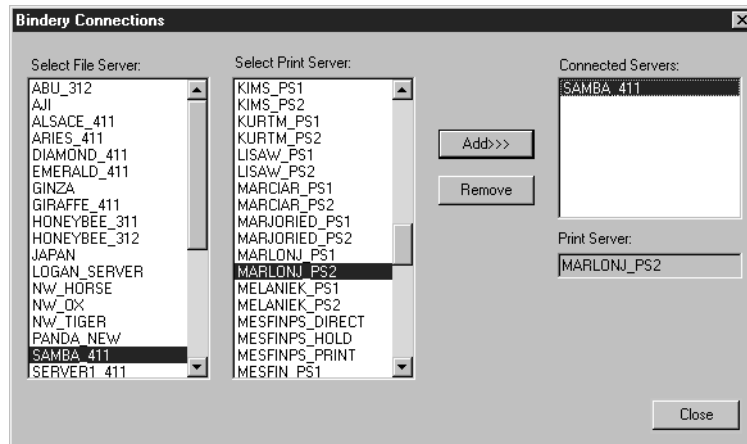 Bindery Connections
Select File Server:
ABU_312
AJI
ALSACE_411
ARIES_411
DIAMOND_411
EMERALD_411
GINZA
GIRAFFE_411
HONEYBEE_311
HONEYBEE_312
JAPAN
LOGAN_SERVER
NW_HORSE
NW_OX
NW_TIGER
PANDA_NEW
SAMBA_411
SERVER1_411
Select Print Server:
KIMS_PS1
KIMS_PS2
KURTM_PS1
KURTM_PS2
LISAW_PS1
LISAW_PS2
MARCIAR_PS1
MARCIAR_PS2
MARJORIED_PS1
MARJORIED_PS2
MARLONJ_PS1
MARLONJ_PS2
MELANIEK_PS1
MELANIEK_PS2
MESFINPS_DIRECT
MESFINPS_HOLD
MESFINPS_PRINT
MESFIN_PS1
Add>>>
Remove
Connected Servers:
SAMBA_411
Print Server:
MARLONJ_PS2
Close